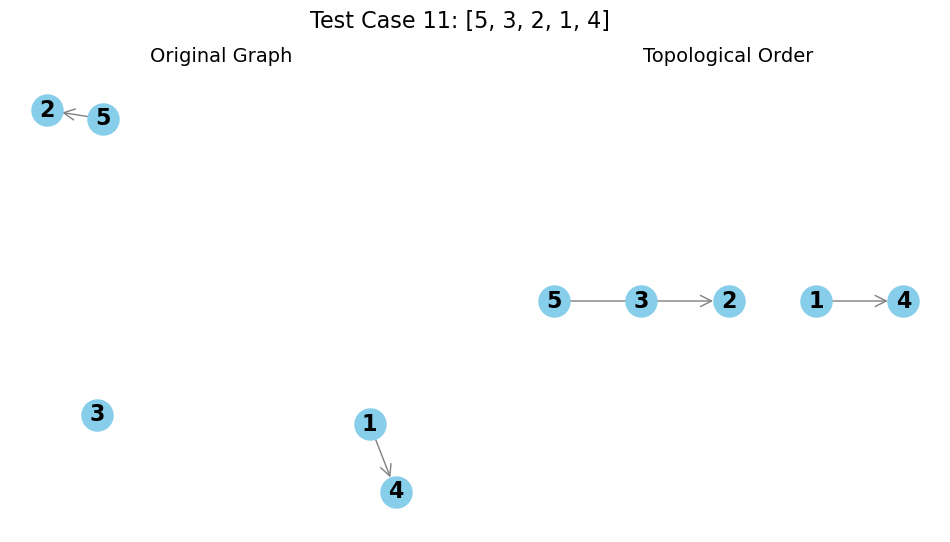 Test Case 11: [5, 3, 2, 1, 4]
Original Graph
2 5
3
1
4
Topological Order
5 3 2 1 4